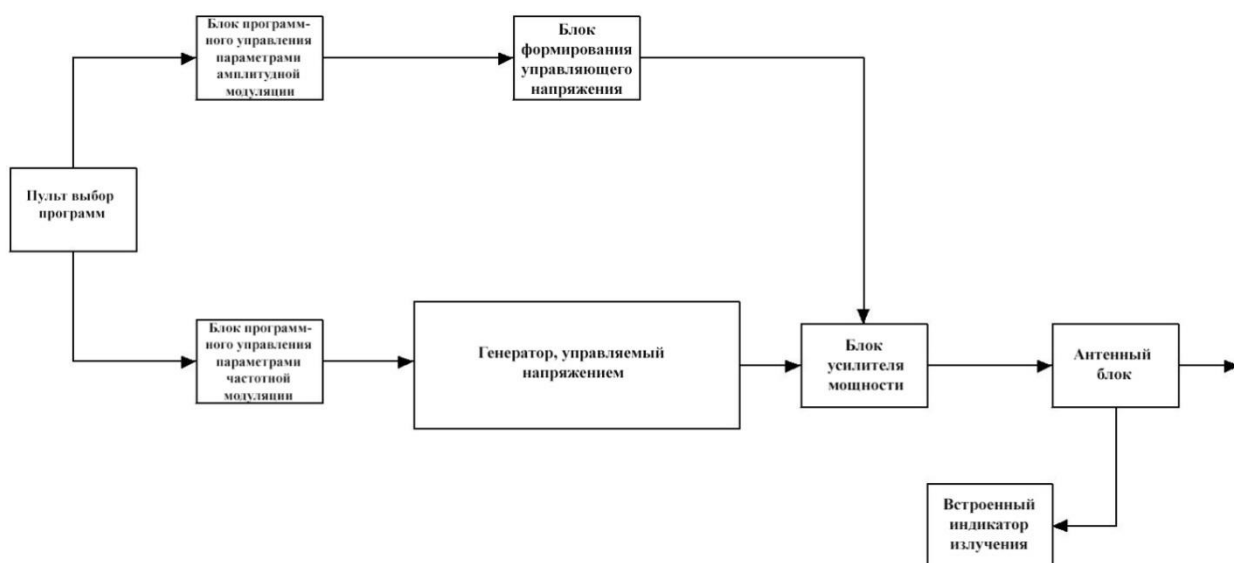 Блок программ-
ного управления
параметрами
амплитудной
модуляции
Блок
формирования
управляющего
напряжения
Пульт выбор
программ
Блок программ-
ного управления
параметрами
частотной
модуляции
Генератор, управляемый
напряжением
Блок
усилителя
мощности
Антенный
блок
Встроенный
индикатор
излучения